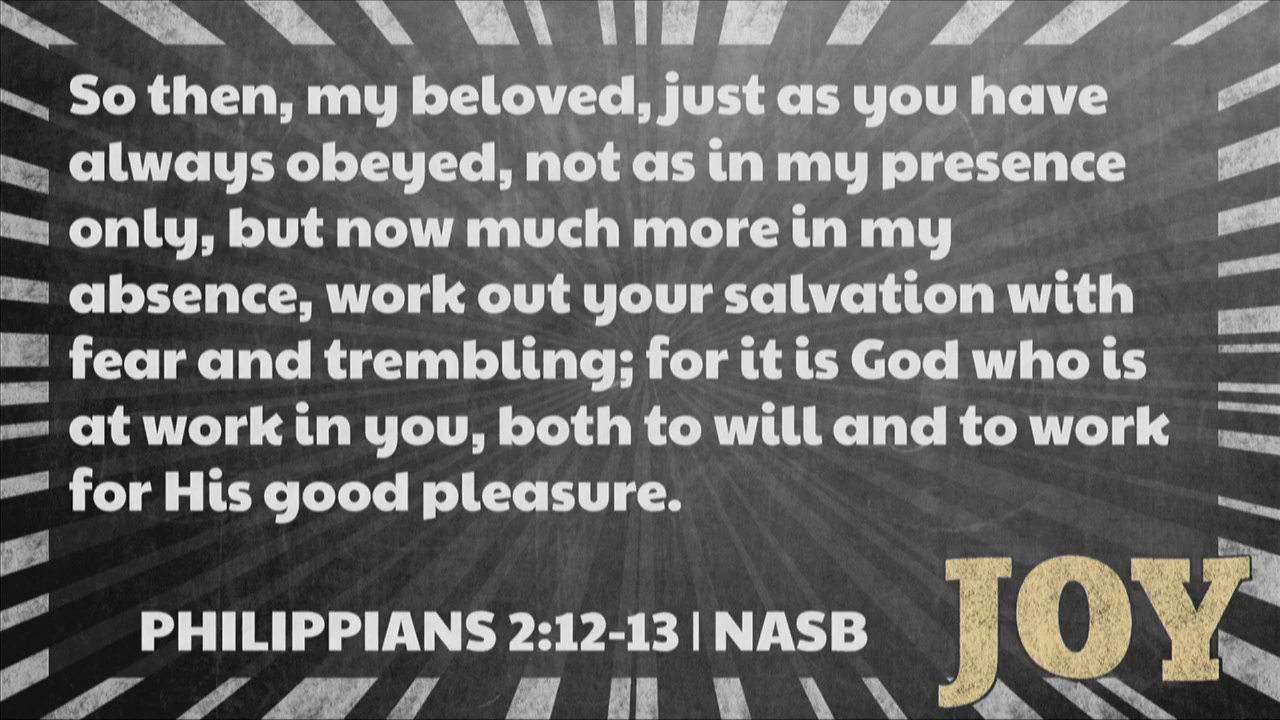 So then, my beloved, just as you have
always obeyed, not as in my presence
only, but now much more in my
absence, work out your salvation with
fear and trembling; for it is God who is
at work in you, both to will and to work
for His good pleasure.
PHILIPPIANS 2:12-13 | NASB
JOY